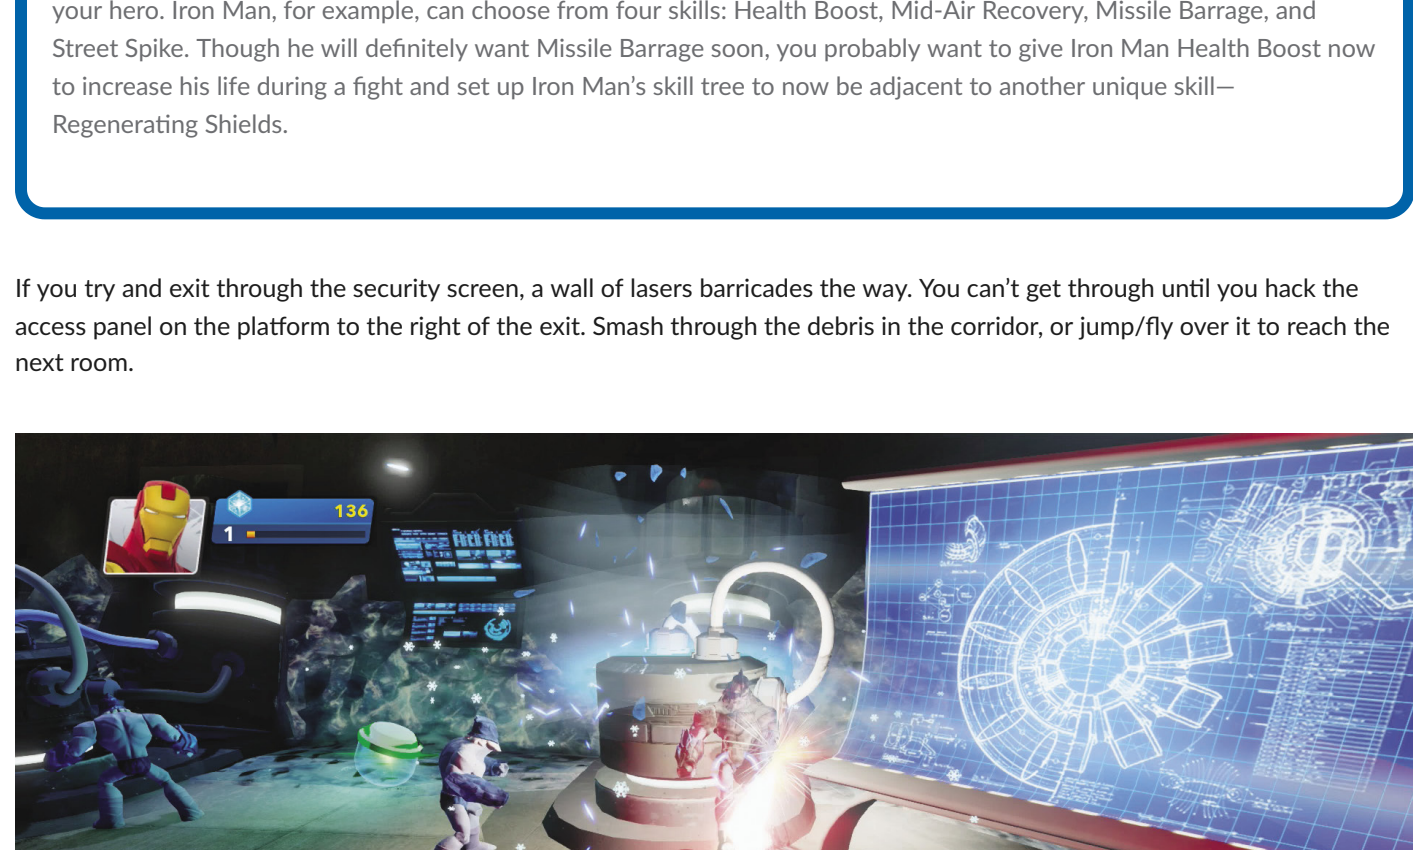 your hero. Iron Man, for example, can choose from four skills: Health Boost, Mid-Air Recovery, Missile Barrage, and
Street Spike. Though he will definitely want Missile Barrage soon, you probably want to give Iron Man Health Boost now
to increase his life during a fight and set up Iron Man’s skill tree to now be adjacent to another unique skill—
Regenerating Shields.
If you try and exit through the security screen, a wall of lasers barricades the way. You can’t get through until you hack the
access panel on the platform to the right of the exit. Smash through the debris in the corridor, or jump/fly over it to reach the
next room.
136
1